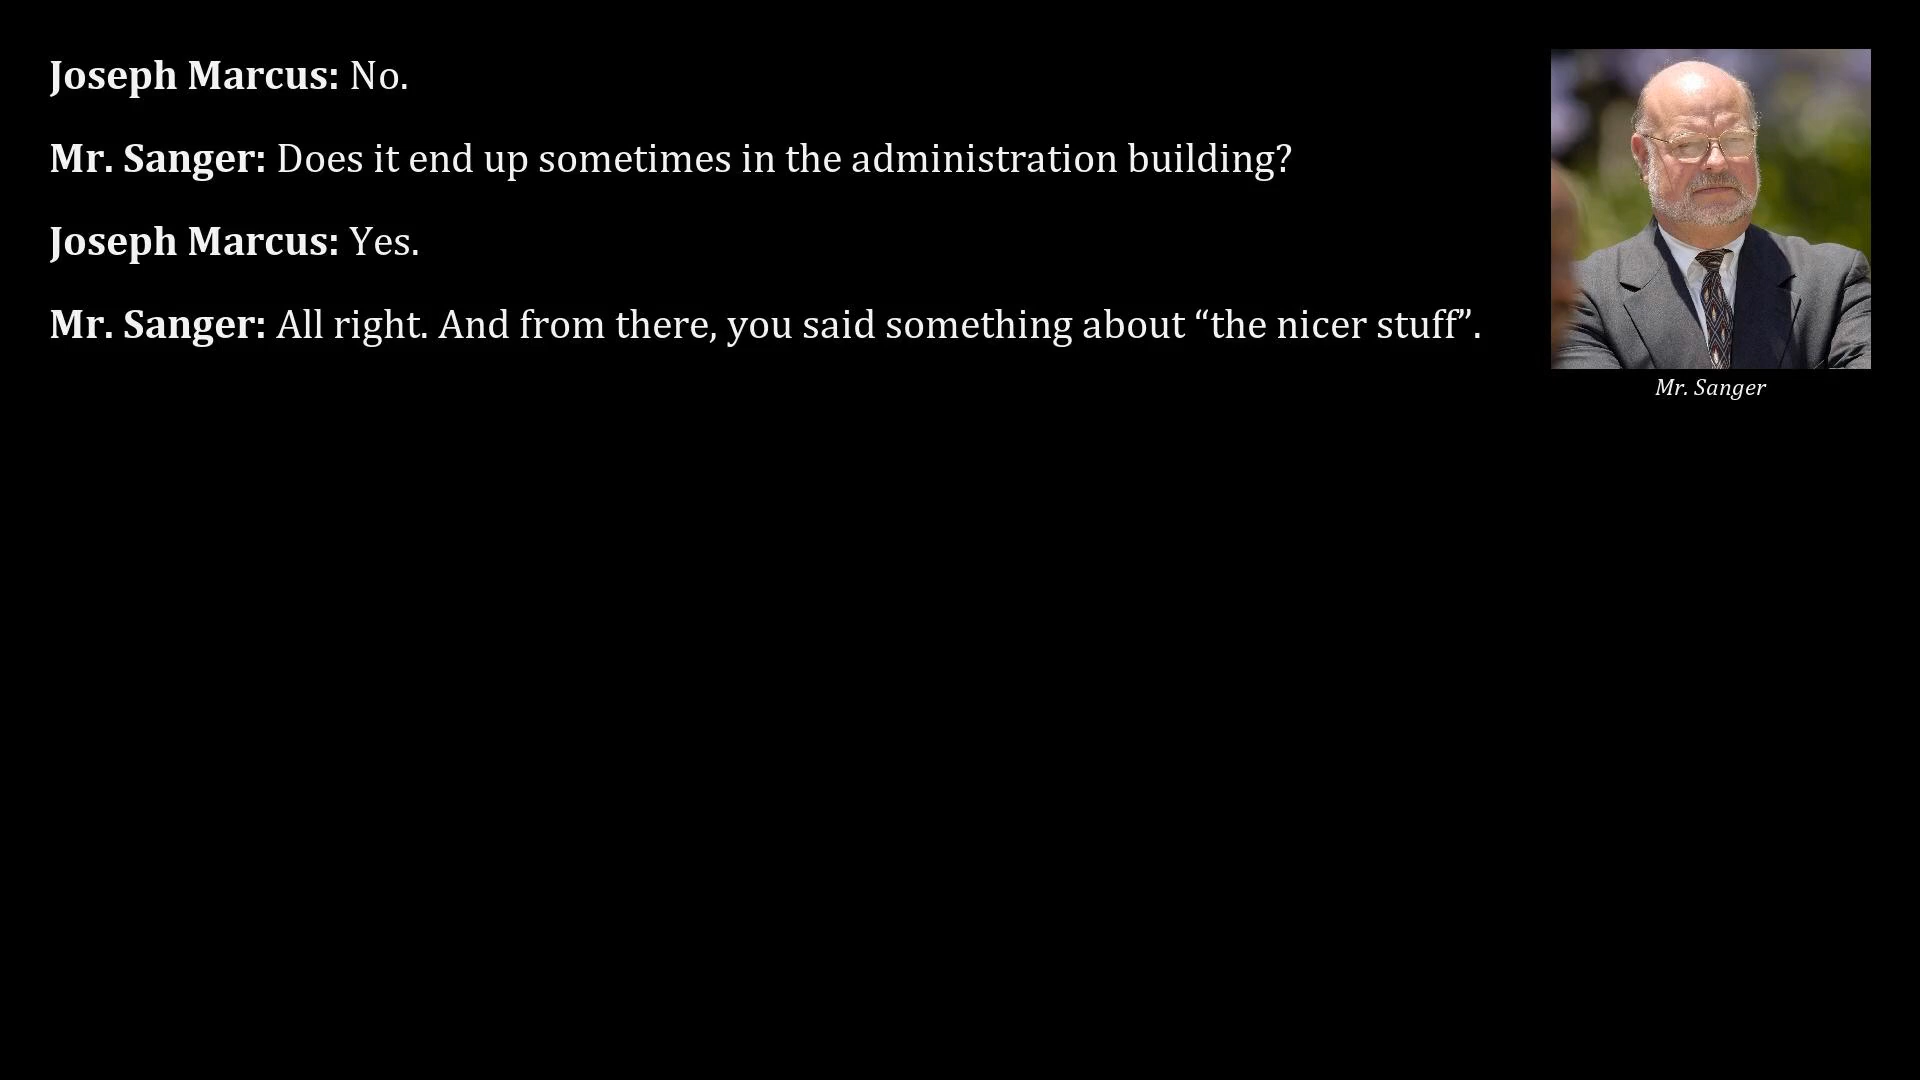 Joseph Marcus: No.
Mr. Sanger: Does it end up sometimes in the administration building?
Joseph Marcus: Yes.
Mr. Sanger: All right. And from there, you said something about “the nicer stuff”.
Mr. Sanger